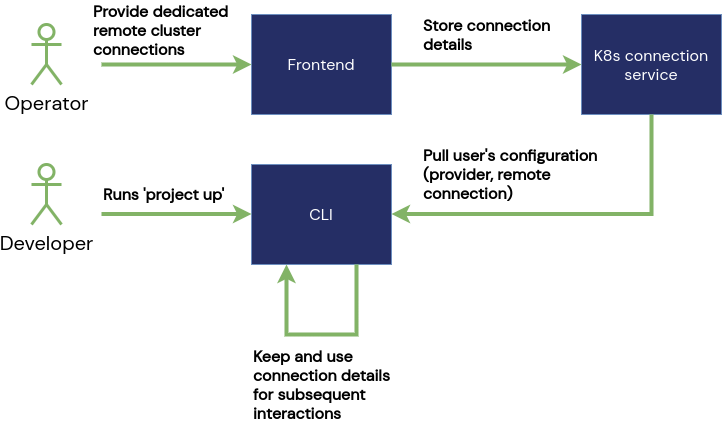 Provide dedicated
remote cluster
connections
Operator
Frontend
Store connection
details
K8s connection
service
Pull user's configuration
(provider, remote
connection)
Runs 'project up'
Developer
CLI
Keep and use
connection details
for subsequent
interactions